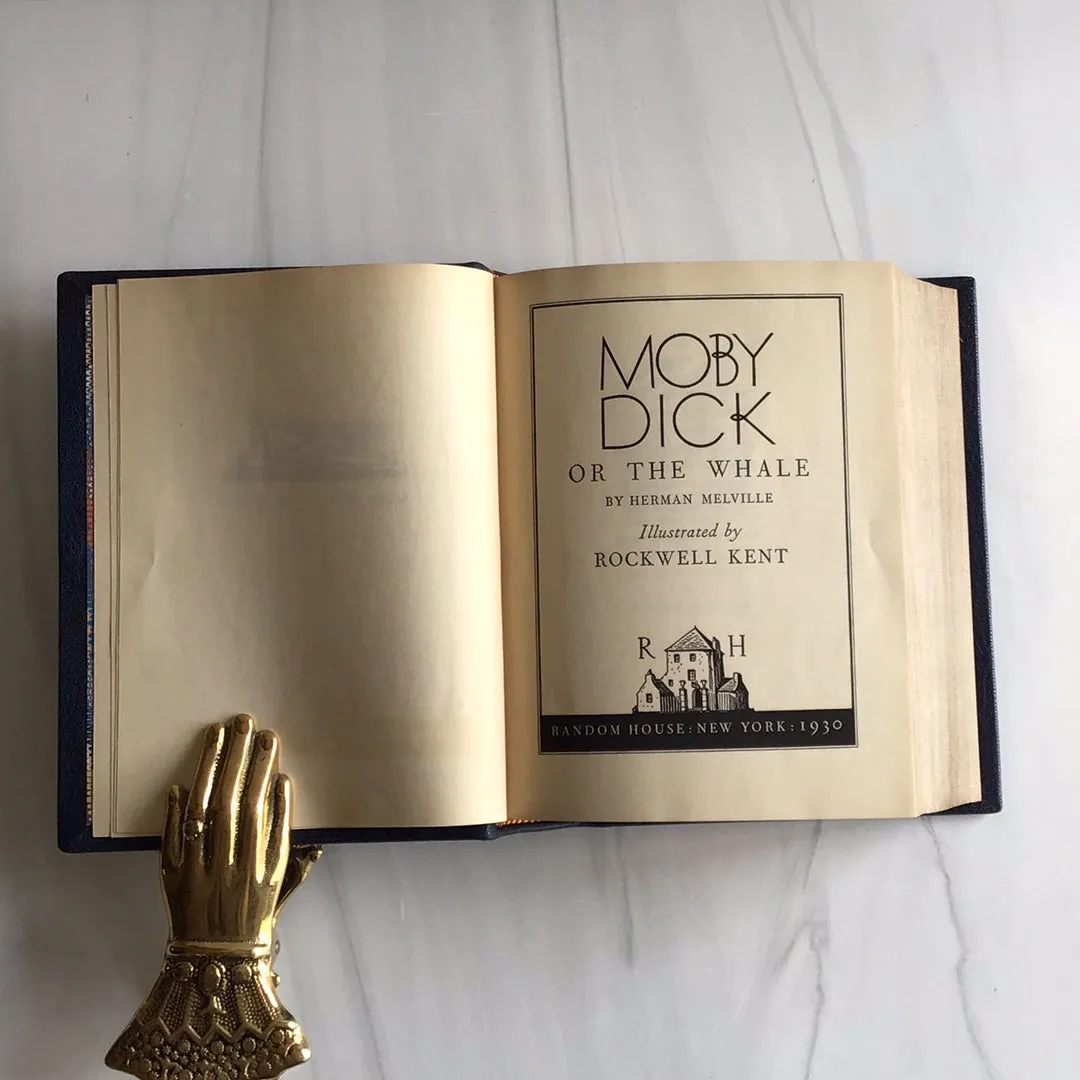 MOBY
DICK
OR THE WHALE
BY HERMAN MELVILLE
Illustrated by
ROCKWELL KENT
R H
RANDOM HOUSE : NEW YORK : 1930